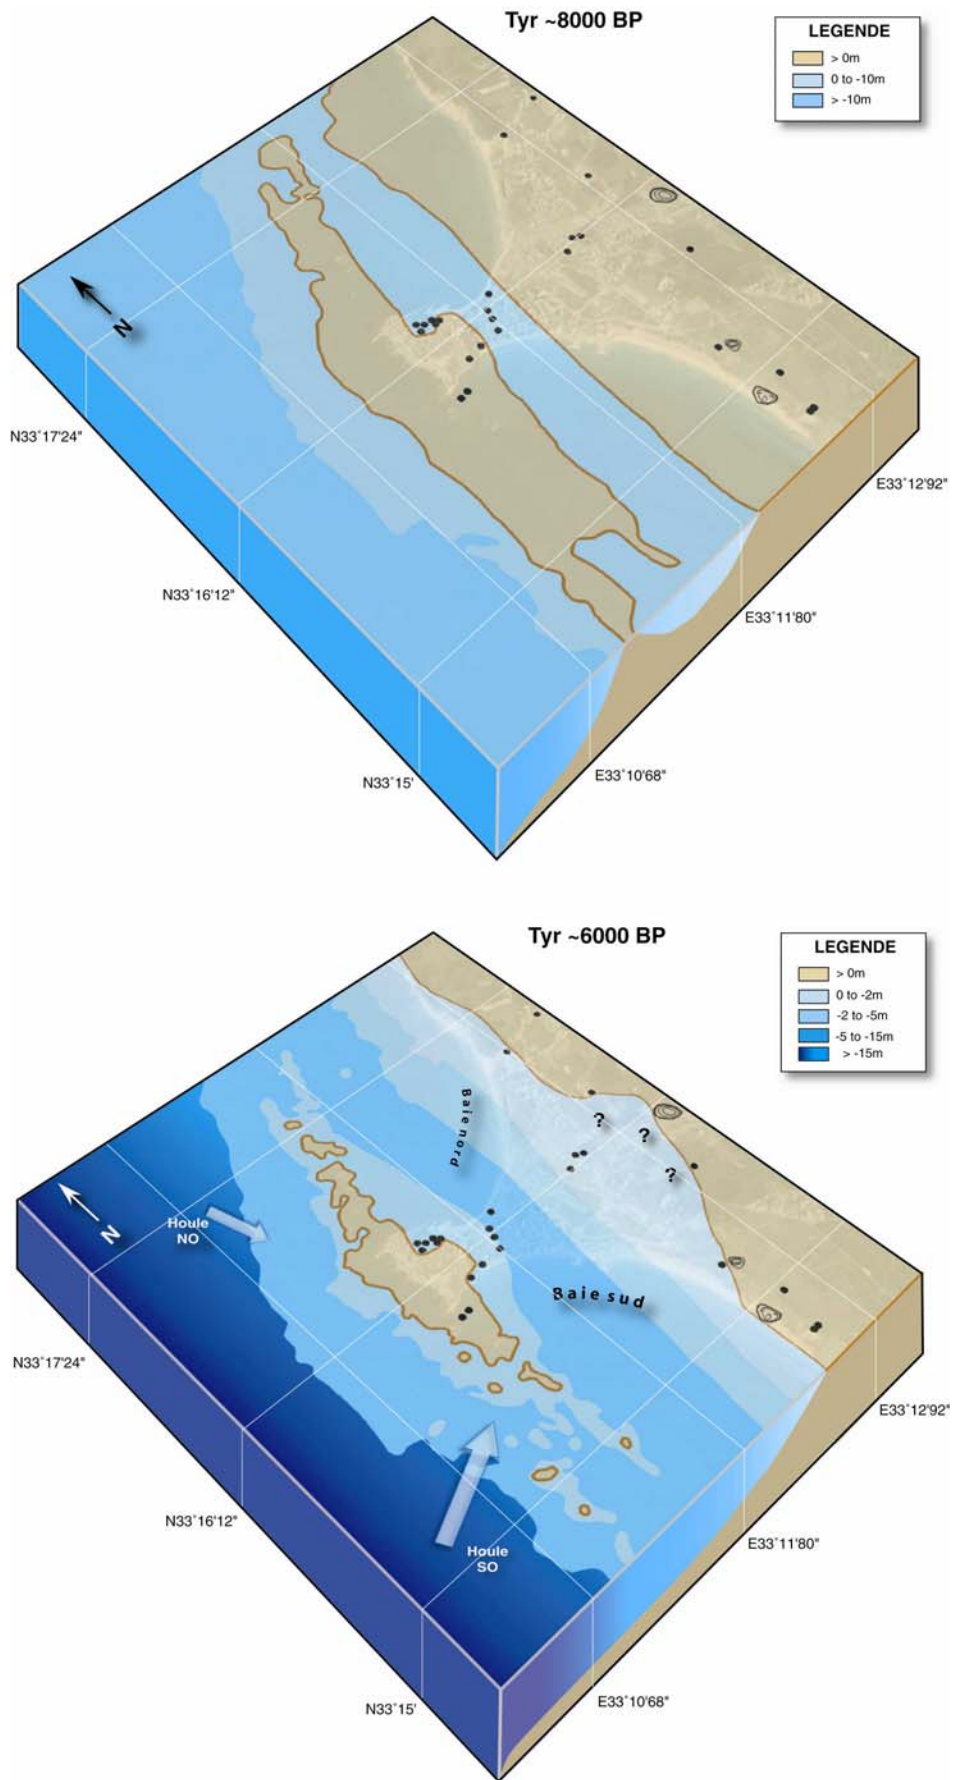 Tyr ~8000 BP
LEGENDE
> 0m
0 to -10m
> -10m
N
N33°17'24"
N33°16'12"
N33°15'
E33°10'68"
E33°11'80"
E33°12'92"
Tyr ~6000 BP
LEGENDE
> 0m
0 to -2m
-2 to -5m
-5 to -15m
> -15m
Baie nord
?
?
?
N
Houle
NO
Baie sud
Houle
SO
N33°17'24"
N33°16'12"
N33°15'
E33°10'68"
E33°11'80"
E33°12'92"